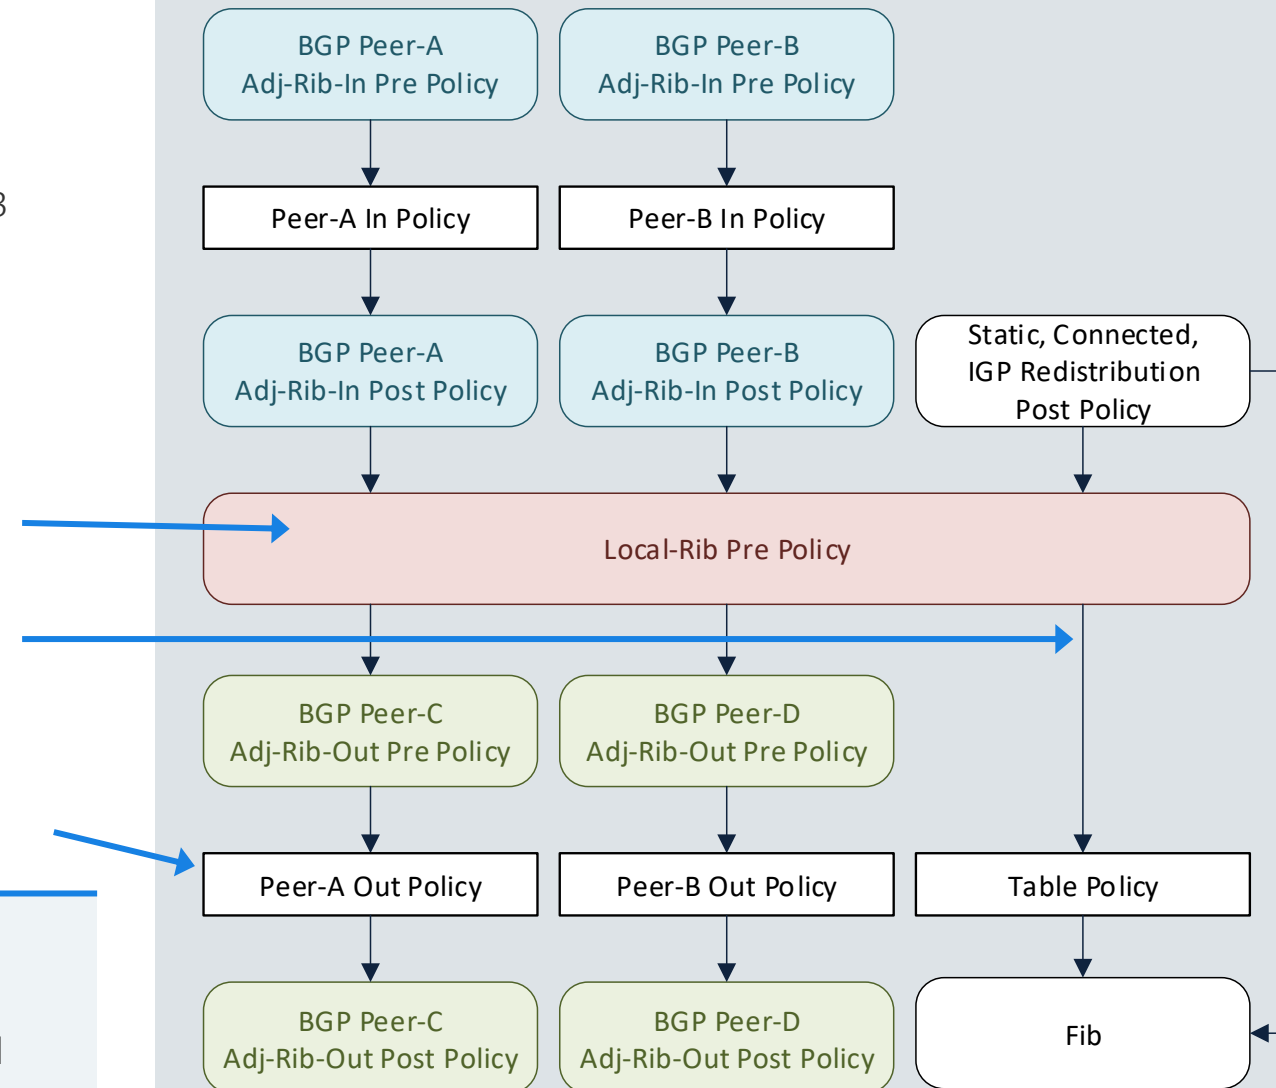 BGP Peer-A
Adj-Rib-In Pre Policy
BGP Peer-B
Adj-Rib-In Pre Policy
3
Peer-A In Policy
Peer-B In Policy
BGP Peer-A
Adj-Rib-In Post Policy
BGP Peer-B
Adj-Rib-In Post Policy
Static, Connected,
IGP Redistribution
Post Policy
Local-Rib Pre Policy
BGP Peer-C
Adj-Rib-Out Pre Policy
BGP Peer-D
Adj-Rib-Out Pre Policy
Peer-A Out Policy
Peer-B Out Policy
Table Policy
BGP Peer-C
Adj-Rib-Out Post Policy
BGP Peer-D
Adj-Rib-Out Post Policy
Fib